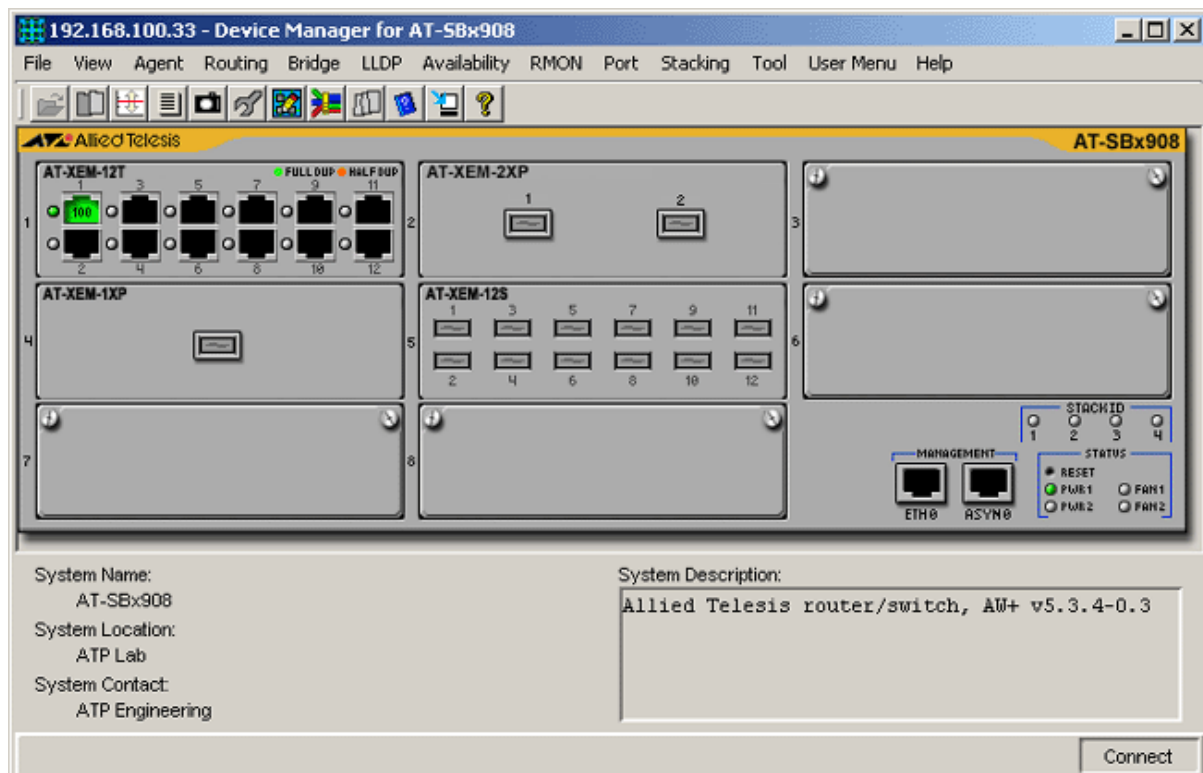 192.168.100.33 - Device Manager for AT-SBx908
File View Agent Routing Bridge LLDP Availability RMON Port Stacking Tool User Menu Help
Allied Telesis AT-SBx908
AT-XEM-12T FULL DUP HALF DUP
1 3 5 7 9 11
1 100
2 4 6 8 10 12
AT-XEM-2XP
1 2
2
3
AT-XEM-1XP
4
AT-XEM-12S
1 3 5 7 9 11
5
2 4 6 8 10 12
6
7
8
STACK ID
1 2 3 4
MANAGEMENT
ETH0 ASYN0
STATUS
RESET
PWR1 FAN1
PWR2 FAN2
System Name:
AT-SBx908
System Location:
ATP Lab
System Contact:
ATP Engineering
System Description:
Allied Telesis router/switch, AW+ v5.3.4-0.3
Connect